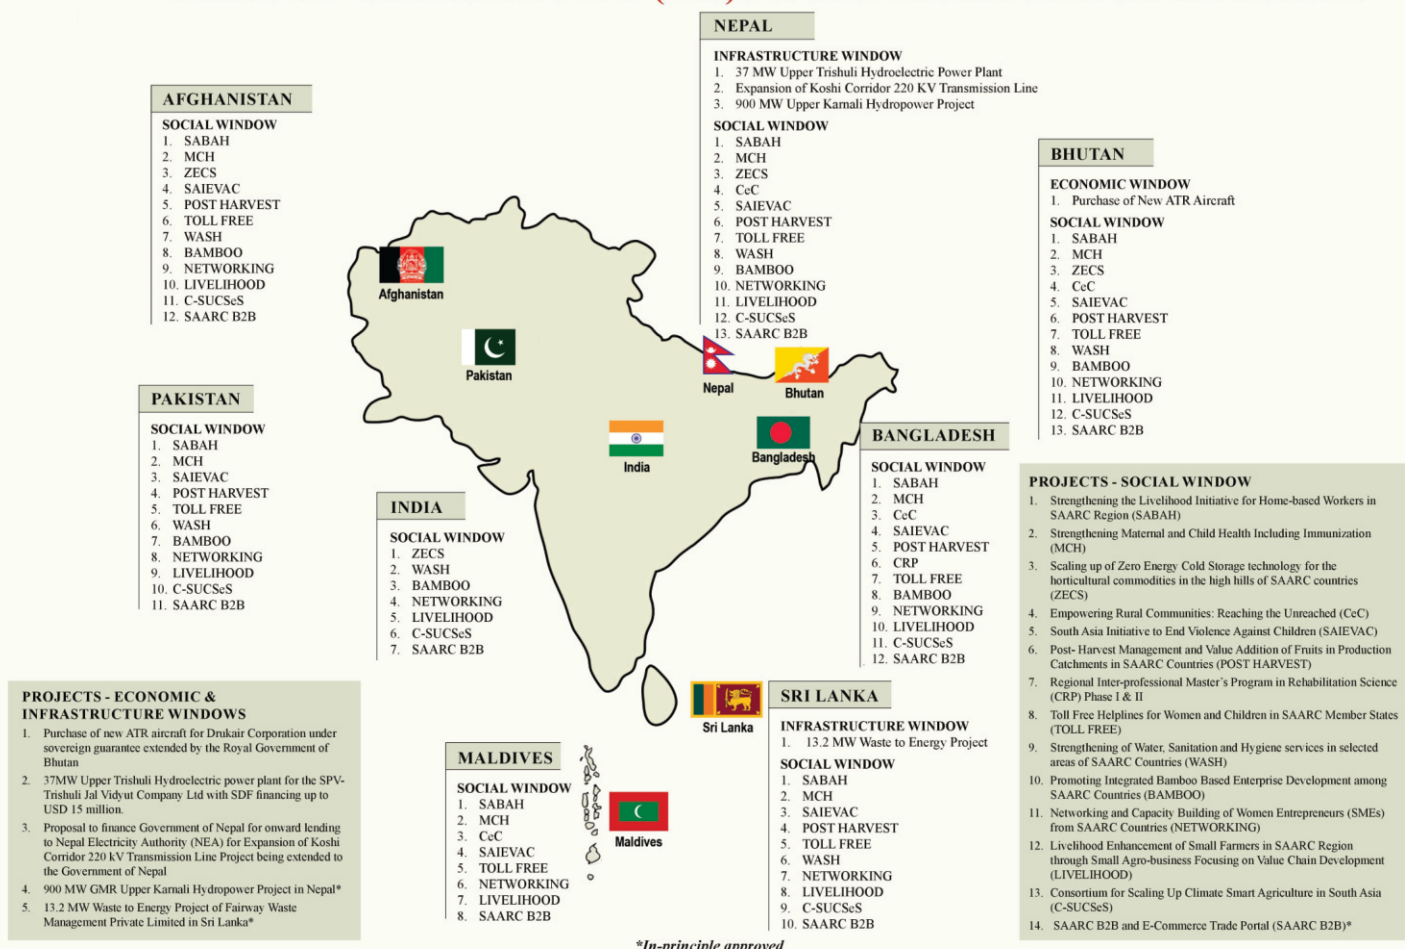 NEPAL
INFRASTRUCTURE WINDOW
1. 37 MW Upper Trishuli Hydroelectric Power Plant
2. Expansion of Koshi Corridor 220 KV Transmission Line
3. 900 MW Upper Karnali Hydropower Project
SOCIAL WINDOW
1. SABAH
2. MCH
3. ZECS
4. CeC
5. SAIEVAC
6. POST HARVEST
7. TOLL FREE
8. WASH
9. BAMBOO
10. NETWORKING
11. LIVELIHOOD
12. C-SUCSeS
13. SAARC B2B
AFGHANISTAN
SOCIAL WINDOW
1. SABAH
2. MCH
3. ZECS
4. SAIEVAC
5. POST HARVEST
6. TOLL FREE
7. WASH
8. BAMBOO
9. NETWORKING
10. LIVELIHOOD
11. C-SUCSeS
12. SAARC B2B
BHUTAN
ECONOMIC WINDOW
1. Purchase of New ATR Aircraft
SOCIAL WINDOW
1. SABAH
2. MCH
3. ZECS
4. CeC
5. SAIEVAC
6. POST HARVEST
7. TOLL FREE
8. WASH
9. BAMBOO
10. NETWORKING
11. LIVELIHOOD
12. C-SUCSeS
13. SAARC B2B
Afghanistan
Pakistan
Nepal
Bhutan
India
Bangladesh
Sri Lanka
Maldives
PAKISTAN
SOCIAL WINDOW
1. SABAH
2. MCH
3. SAIEVAC
4. POST HARVEST
5. TOLL FREE
6. WASH
7. BAMBOO
8. NETWORKING
9. LIVELIHOOD
10. C-SUCSeS
11. SAARC B2B
INDIA
SOCIAL WINDOW
1. ZECS
2. WASH
3. BAMBOO
4. NETWORKING
5. LIVELIHOOD
6. C-SUCSeS
7. SAARC B2B
BANGLADESH
SOCIAL WINDOW
1. SABAH
2. MCH
3. CeC
4. SAIEVAC
5. POST HARVEST
6. CRP
7. TOLL FREE
8. BAMBOO
9. NETWORKING
10. LIVELIHOOD
11. C-SUCSeS
12. SAARC B2B
MALDIVES
SOCIAL WINDOW
1. SABAH
2. MCH
3. CeC
4. SAIEVAC
5. TOLL FREE
6. NETWORKING
7. LIVELIHOOD
8. SAARC B2B
SRI LANKA
INFRASTRUCTURE WINDOW
1. 13.2 MW Waste to Energy Project
SOCIAL WINDOW
1. SABAH
2. MCH
3. SAIEVAC
4. POST HARVEST
5. TOLL FREE
6. WASH
7. NETWORKING
8. LIVELIHOOD
9. C-SUCSeS
10. SAARC B2B
PROJECTS - ECONOMIC &
INFRASTRUCTURE WINDOWS
1. Purchase of new ATR aircraft for Drukair Corporation under
sovereign guarantee extended by the Royal Government of
Bhutan
2. 37MW Upper Trishuli Hydroelectric power plant for the SPV-
Trishuli Jal Vidyut Company Ltd with SDF financing up to
USD 15 million.
3. Proposal to finance Government of Nepal for onward lending
to Nepal Electricity Authority (NEA) for Expansion of Koshi
Corridor 220 kV Transmission Line Project being extended to
the Government of Nepal
4. 900 MW GMR Upper Karnali Hydropower Project in Nepal*
5. 13.2 MW Waste to Energy Project of Fairway Waste
Management Private Limited in Sri Lanka*
PROJECTS - SOCIAL WINDOW
1. Strengthening the Livelihood Initiative for Home-based Workers in
SAARC Region (SABAH)
2. Strengthening Maternal and Child Health Including Immunization
(MCH)
3. Scaling up of Zero Energy Cold Storage technology for the
horticultural commodities in the high hills of SAARC countries
(ZECS)
4. Empowering Rural Communities: Reaching the Unreached (CeC)
5. South Asia Initiative to End Violence Against Children (SAIEVAC)
6. Post- Harvest Management and Value Addition of Fruits in Production
Catchments in SAARC Countries (POST HARVEST)
7. Regional Inter-professional Master's Program in Rehabilitation Science
(CRP) Phase I & II
8. Toll Free Helplines for Women and Children in SAARC Member States
(TOLL FREE)
9. Strengthening of Water, Sanitation and Hygiene services in selected
areas of SAARC Countries (WASH)
10. Promoting Integrated Bamboo Based Enterprise Development among
SAARC Countries (BAMBOO)
11. Networking and Capacity Building of Women Entrepreneurs (SMEs)
from SAARC Countries (NETWORKING)
12. Livelihood Enhancement of Small Farmers in SAARC Region
through Small Agro-business Focusing on Value Chain Development
(LIVELIHOOD)
13. Consortium for Scaling Up Climate Smart Agriculture in South Asia
(C-SUCSeS)
14. SAARC B2B and E-Commerce Trade Portal (SAARC B2B)*
*In-principle approved